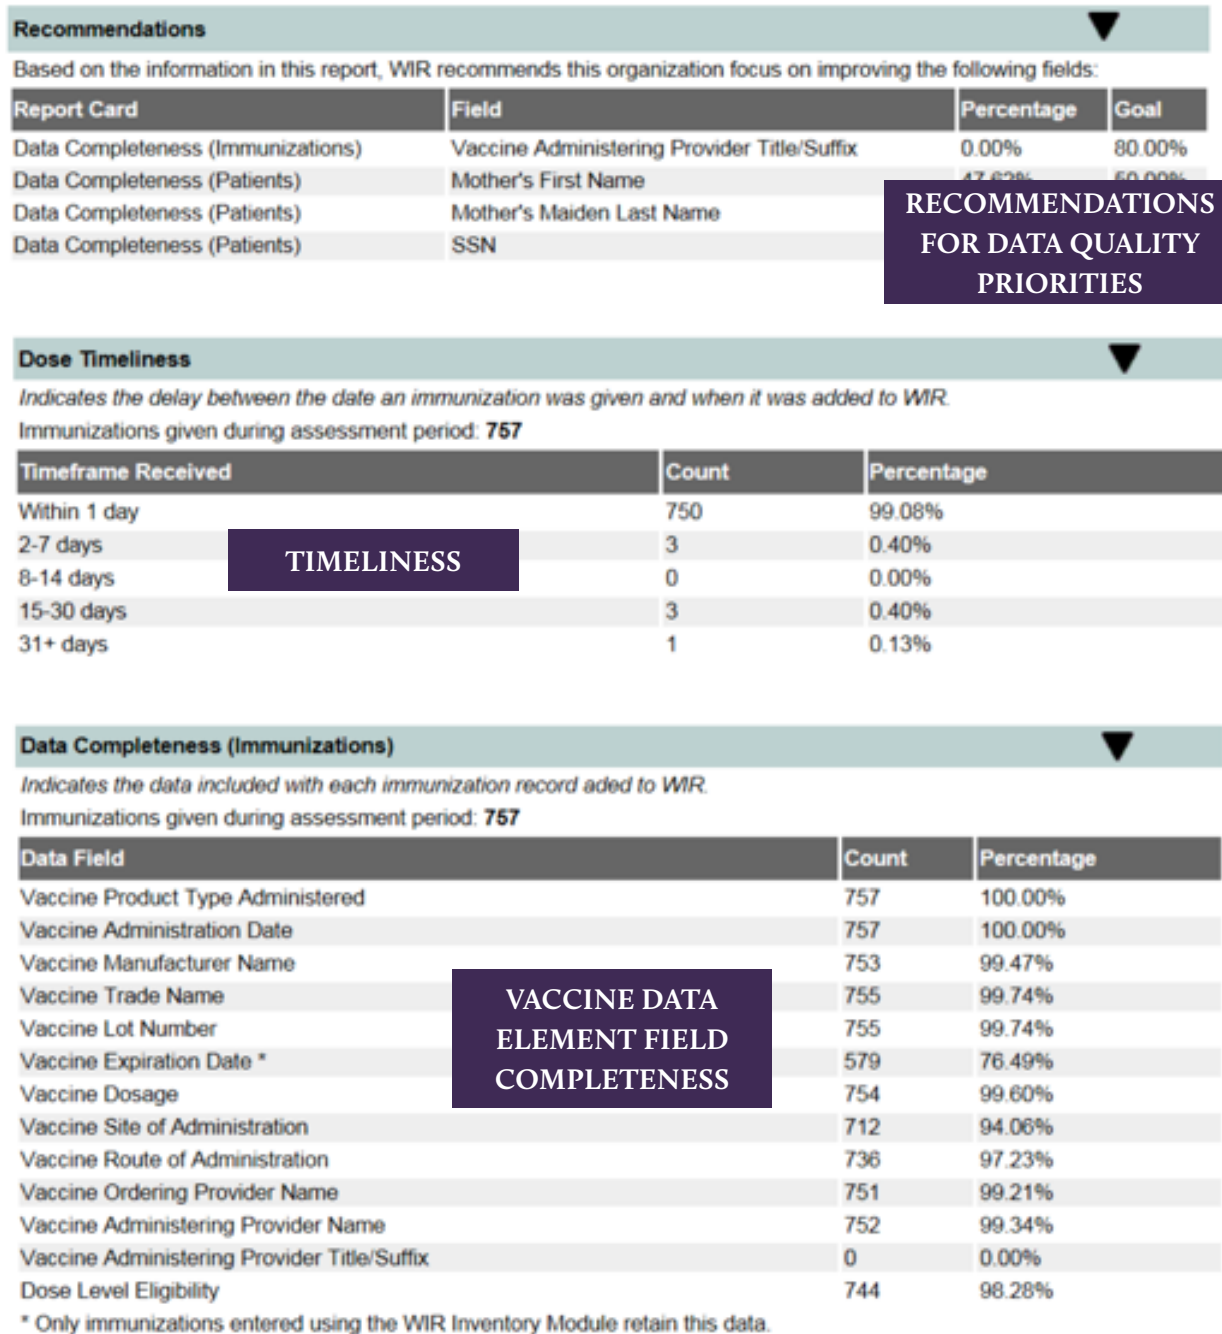 Recommendations
Based on the information in this report, WIR recommends this organization focus on improving the following fields:
Report Card Field Percentage Goal
Data Completeness (Immunizations) Vaccine Administering Provider Title/Suffix 0.00% 80.00%
Data Completeness (Patients) Mother's First Name 47.62% 50.00%
Data Completeness (Patients) Mother's Maiden Last Name
Data Completeness (Patients) SSN
RECOMMENDATIONS
FOR DATA QUALITY
PRIORITIES
Dose Timeliness
Indicates the delay between the date an immunization was given and when it was added to WIR.
Immunizations given during assessment period: 757
Timeframe Received Count Percentage
Within 1 day 750 99.08%
2-7 days 3 0.40%
8-14 days 0 0.00%
15-30 days 3 0.40%
31+ days 1 0.13%
TIMELINESS
Data Completeness (Immunizations)
Indicates the data included with each immunization record aded to WIR.
Immunizations given during assessment period: 757
Data Field Count Percentage
Vaccine Product Type Administered 757 100.00%
Vaccine Administration Date 757 100.00%
Vaccine Manufacturer Name 753 99.47%
Vaccine Trade Name 755 99.74%
Vaccine Lot Number 755 99.74%
Vaccine Expiration Date * 579 76.49%
Vaccine Dosage 754 99.60%
Vaccine Site of Administration 712 94.06%
Vaccine Route of Administration 736 97.23%
Vaccine Ordering Provider Name 751 99.21%
Vaccine Administering Provider Name 752 99.34%
Vaccine Administering Provider Title/Suffix 0 0.00%
Dose Level Eligibility 744 98.28%
* Only immunizations entered using the WIR Inventory Module retain this data.
VACCINE DATA
ELEMENT FIELD
COMPLETENESS